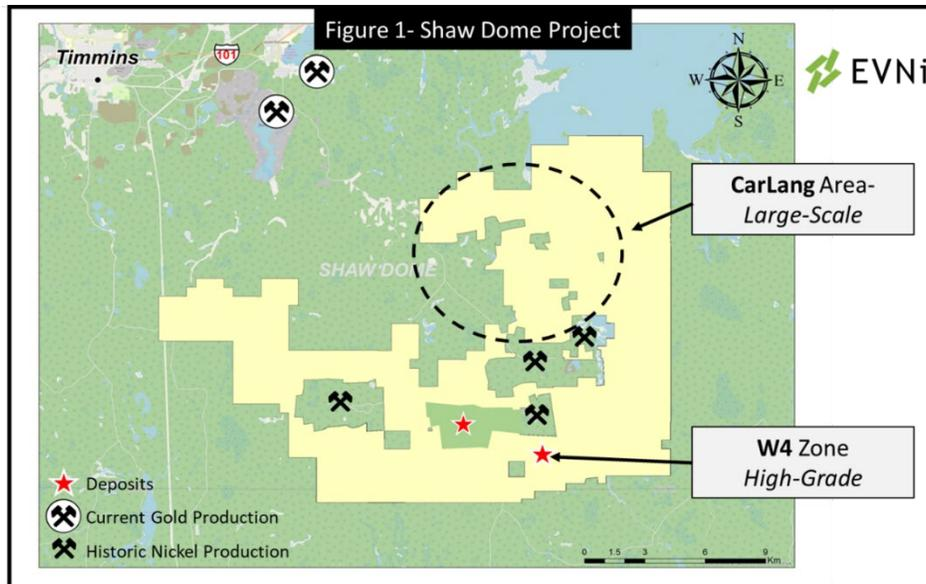 Figure 1- Shaw Dome Project
Timmins
101
N
W
E
S
EVNi
CarLang Area-
Large-Scale
SHAW DOME
W4 Zone
High-Grade
Deposits
Current Gold Production
Historic Nickel Production
0 1.5 3 6 9
Km